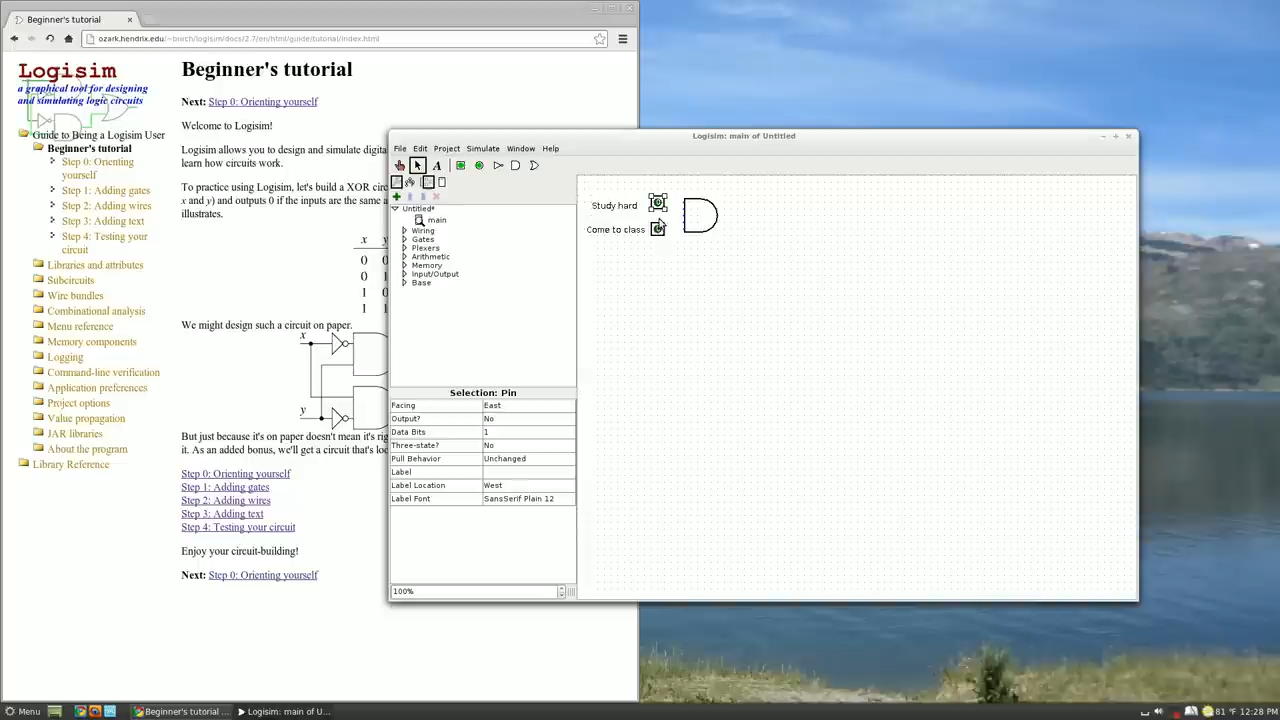 Beginner's tutorial
ozark.hendrix.edu/~burch/logisim/docs/2.7/en/html/guide/tutorial/index.html
Logisim
a graphical tool for designing
and simulating logic circuits
Guide to Being a Logisim User
Beginner's tutorial
Step 0: Orienting
yourself
Step 1: Adding gates
Step 2: Adding wires
Step 3: Adding text
Step 4: Testing your
circuit
Libraries and attributes
Subcircuits
Wire bundles
Combinational analysis
Menu reference
Memory components
Logging
Command-line verification
Application preferences
Project options
Value propagation
JAR libraries
About the program
Library Reference
Beginner's tutorial
Next: Step 0: Orienting yourself
Welcome to Logisim!
Logisim allows you to design and simulate digita
learn how circuits work.
To practice using Logisim, let's build a XOR circ
x and y) and outputs 0 if the inputs are the same a
illustrates.
x y
0 0
0 1
1 0
1 1
We might design such a circuit on paper.
x
y
But just because it's on paper doesn't mean it's rig
it. As an added bonus, we'll get a circuit that's loo
Step 0: Orienting yourself
Step 1: Adding gates
Step 2: Adding wires
Step 3: Adding text
Step 4: Testing your circuit
Enjoy your circuit-building!
Next: Step 0: Orienting yourself
Logisim: main of Untitled
File Edit Project Simulate Window Help
A
Untitled*
main
Wiring
Gates
Plexers
Arithmetic
Memory
Input/Output
Base
Selection: Pin
Facing East
Output? No
Data Bits 1
Three-state? No
Pull Behavior Unchanged
Label
Label Location West
Label Font SansSerif Plain 12
100%
Study hard
Come to class
Menu
Beginner's tutorial ...
Logisim: main of U...
81 °F 12:28 PM